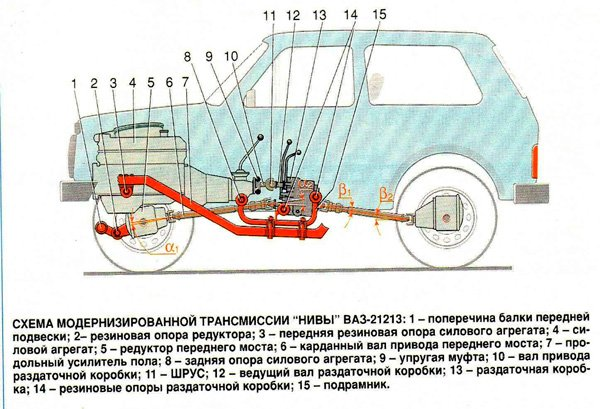 11 12 13 14 15
8 9 10
1 2 3 4 5 6 7
α₂
β₁
β₂
α₁
СХЕМА МОДЕРНИЗИРОВАННОЙ ТРАНСМИССИИ "НИВЫ" ВАЗ-21213: 1 – поперечина балки передней
подвески; 2– резиновая опора редуктора; 3 – передняя резиновая опора силового агрегата; 4 – си-
ловой агрегат; 5 – редуктор переднего моста; 6 – карданный вал привода переднего моста; 7 – про-
дольный усилитель пола; 8 – задняя опора силового агрегата; 9 – упругая муфта; 10 – вал привода
раздаточной коробки; 11 – ШРУС; 12 – ведущий вал раздаточной коробки; 13 – раздаточная короб-
ка; 14 – резиновые опоры раздаточной коробки; 15 – подрамник.